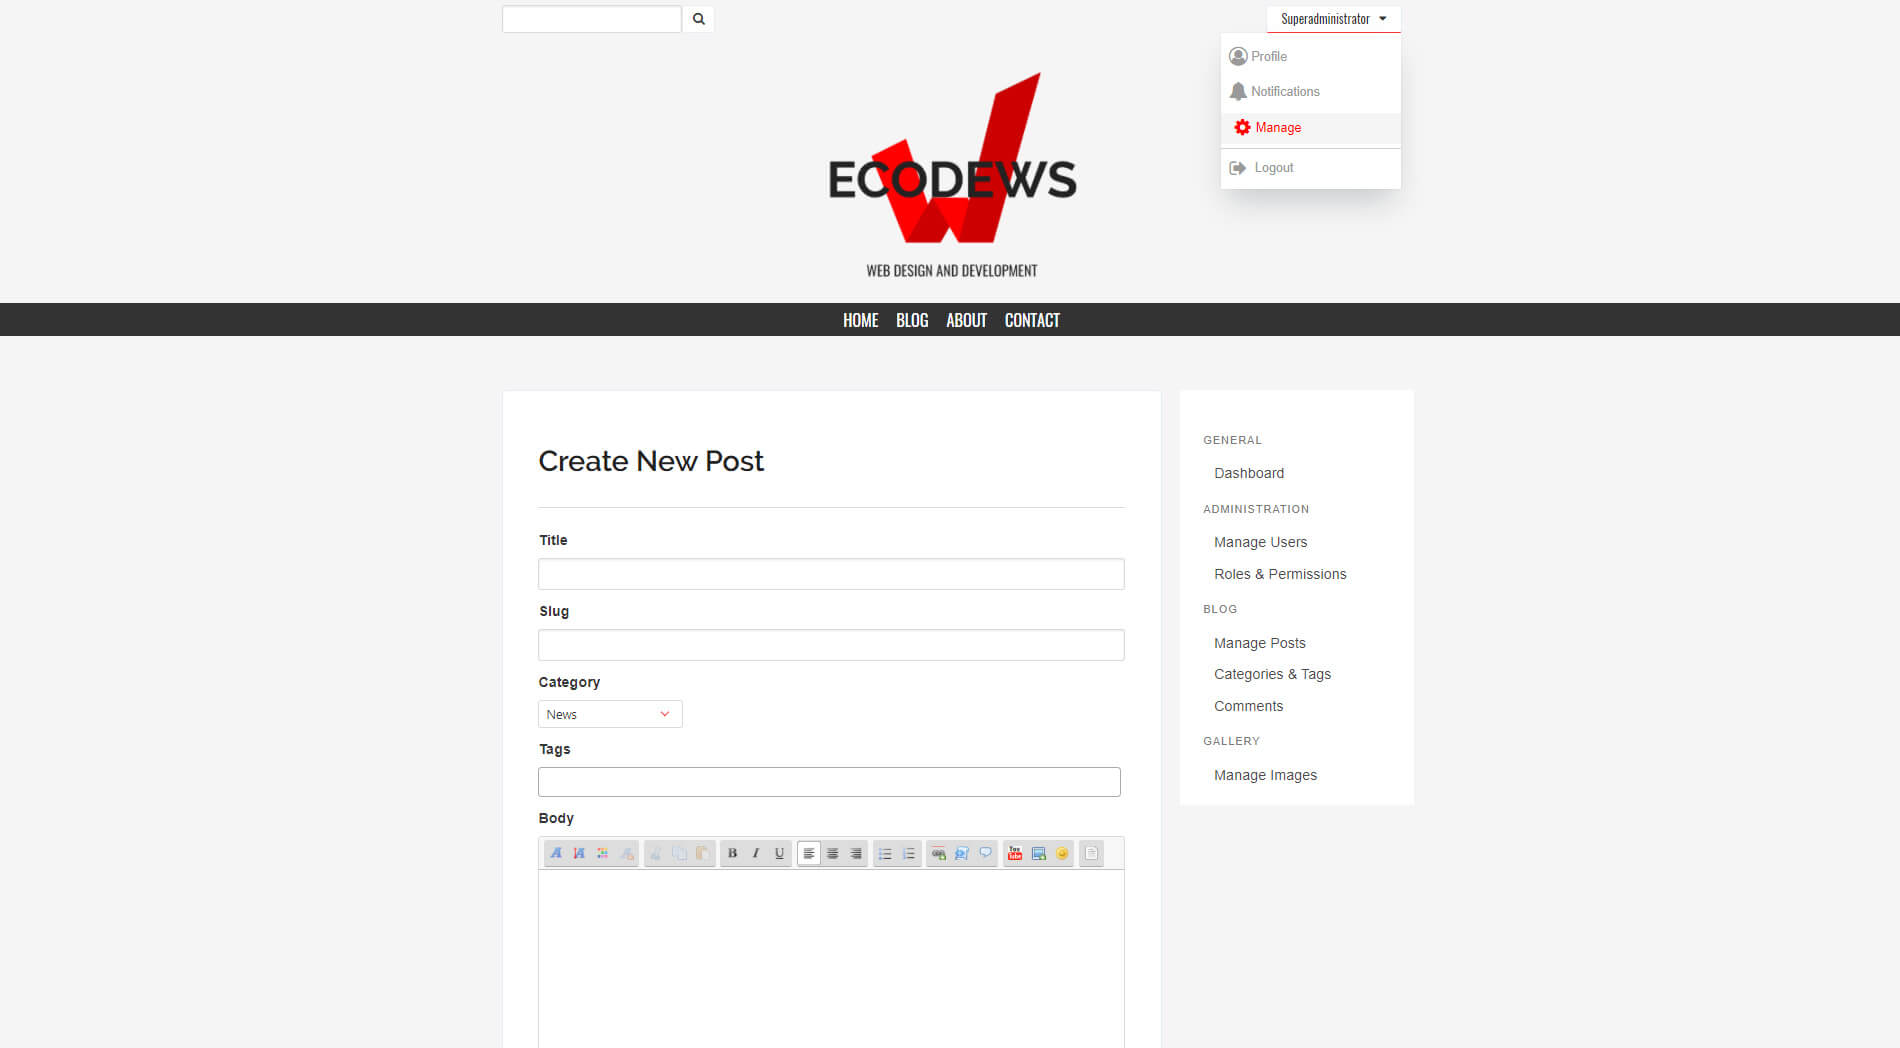 Superadministrator
Profile
Notifications
Manage
Logout
ECODEWS
WEB DESIGN AND DEVELOPMENT
HOME BLOG ABOUT CONTACT
Create New Post
Title
Slug
Category
News
Tags
Body
B I U
You Tube
GENERAL
Dashboard
ADMINISTRATION
Manage Users
Roles & Permissions
BLOG
Manage Posts
Categories & Tags
Comments
GALLERY
Manage Images